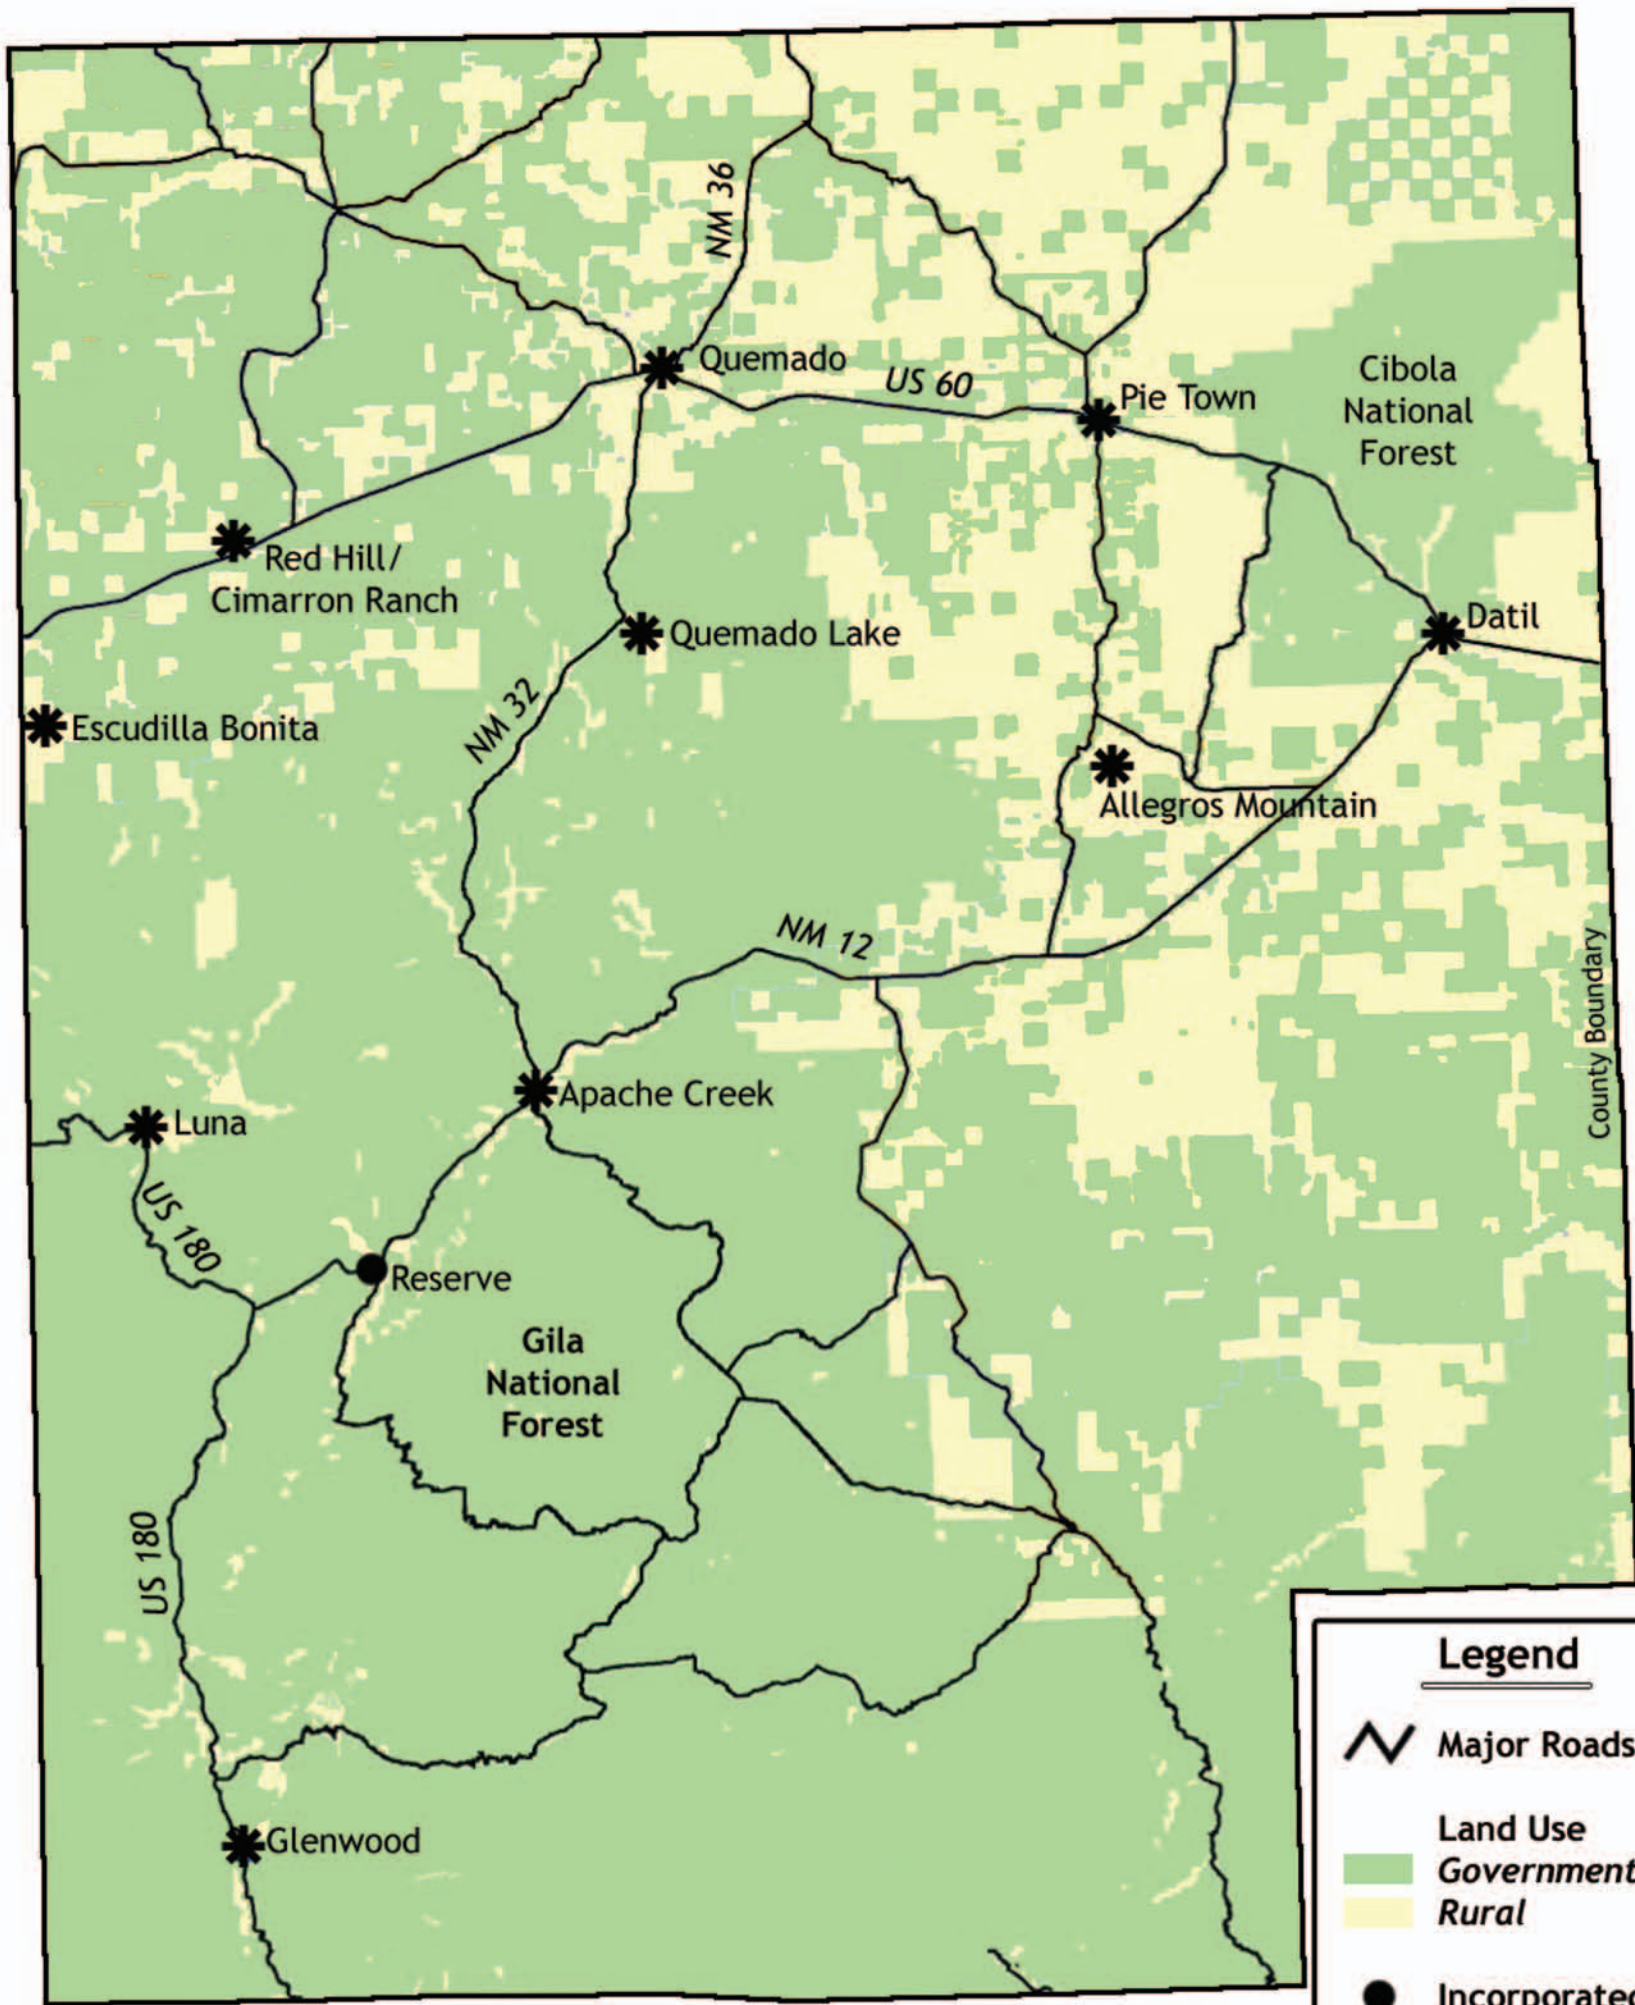 NM 36
Quemado
US 60
Pie Town
Cibola
National
Forest
Red Hill/
Cimarron Ranch
Quemado Lake
Datil
NM 32
Escudilla Bonita
Allegros Mountain
NM 12
County Boundary
Apache Creek
Luna
US 180
Reserve
Gila
National
Forest
US 180
Glenwood
Legend
Major Roads
Land Use
Government
Rural
Incorporated